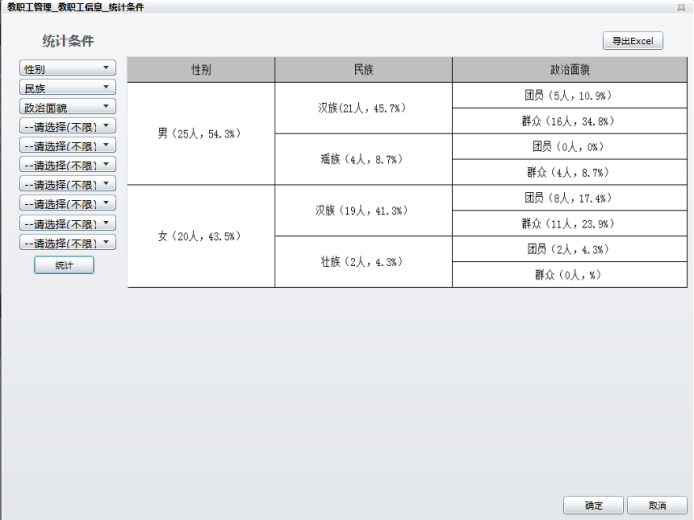 教职工管理_教职工信息_统计条件
统计条件
导出Excel
性别
民族
政治面貌
--请选择(不限)
--请选择(不限)
--请选择(不限)
--请选择(不限)
--请选择(不限)
--请选择(不限)
--请选择(不限)
统计
性别 民族 政治面貌
男（25人，54.3%）
汉族(21人，45.7%）
团员（5人，10.9%）
群众（16人，34.8%）
瑶族（4人，8.7%）
团员（0人，0%）
群众（4人，8.7%）
女（20人，43.5%）
汉族（19人，41.3%）
团员（8人，17.4%）
群众（11人，23.9%）
壮族（2人，4.3%）
团员（2人，4.3%）
群众（0人，%）
确定 取消